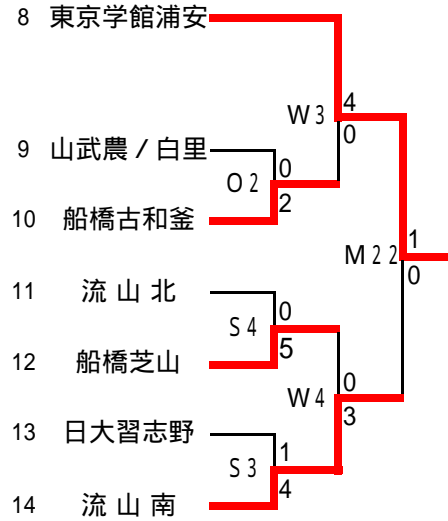 8 東京学館浦安
W3 4
0
9 山武農/白里
O2 0
2
10 船橋古和釜
M22 1
0
11 流山北
S4 0
5
12 船橋芝山
W4 0
3
13 日大習志野
S3 1
4
14 流山南